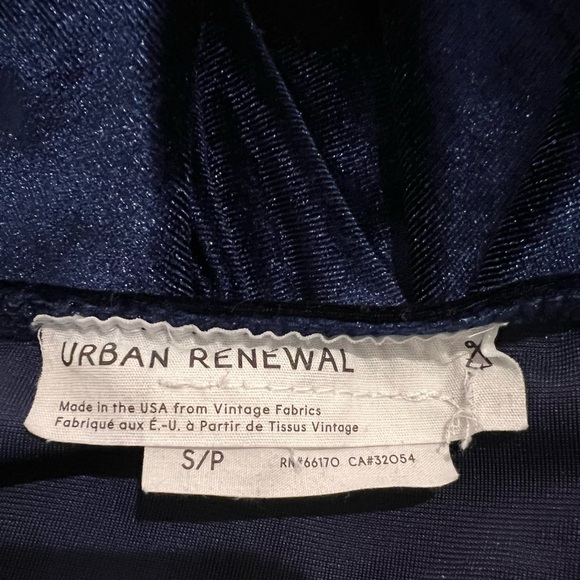 URBAN RENEWAL
Made in the USA from Vintage Fabrics
Fabriqué aux É.-U. à Partir de Tissus Vintage
S/P RN°66170 CA#32054